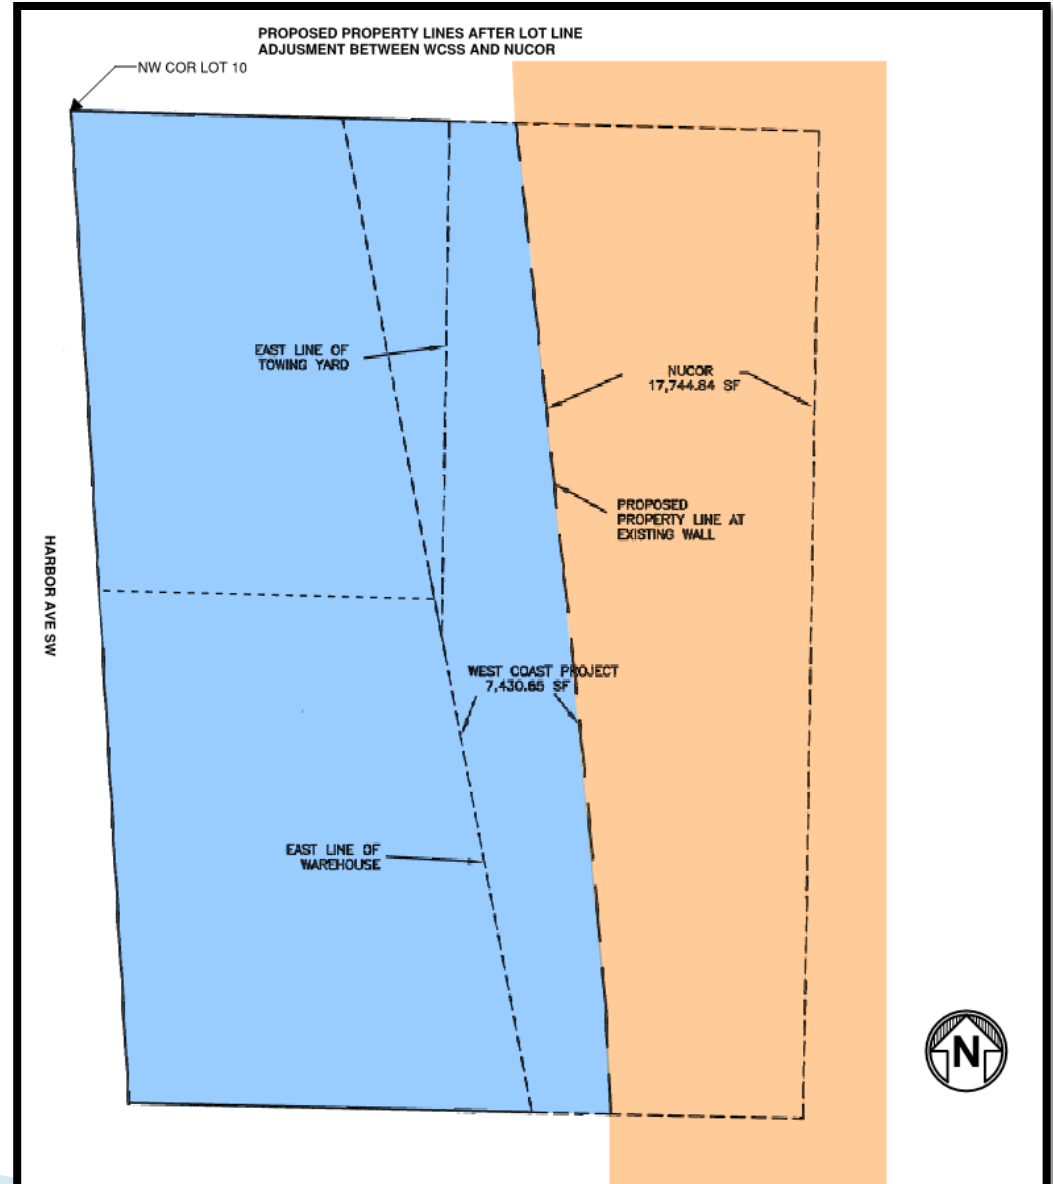 PROPOSED PROPERTY LINES AFTER LOT LINE
ADJUSMENT BETWEEN WCSS AND NUCOR
NW COR LOT 10
EAST LINE OF
TOWING YARD
NUCOR
17,744.84 SF
PROPOSED
PROPERTY LINE AT
EXISTING WALL
HARBOR AVE SW
WEST COAST PROJECT
7,430.65 SF
EAST LINE OF
WAREHOUSE
N